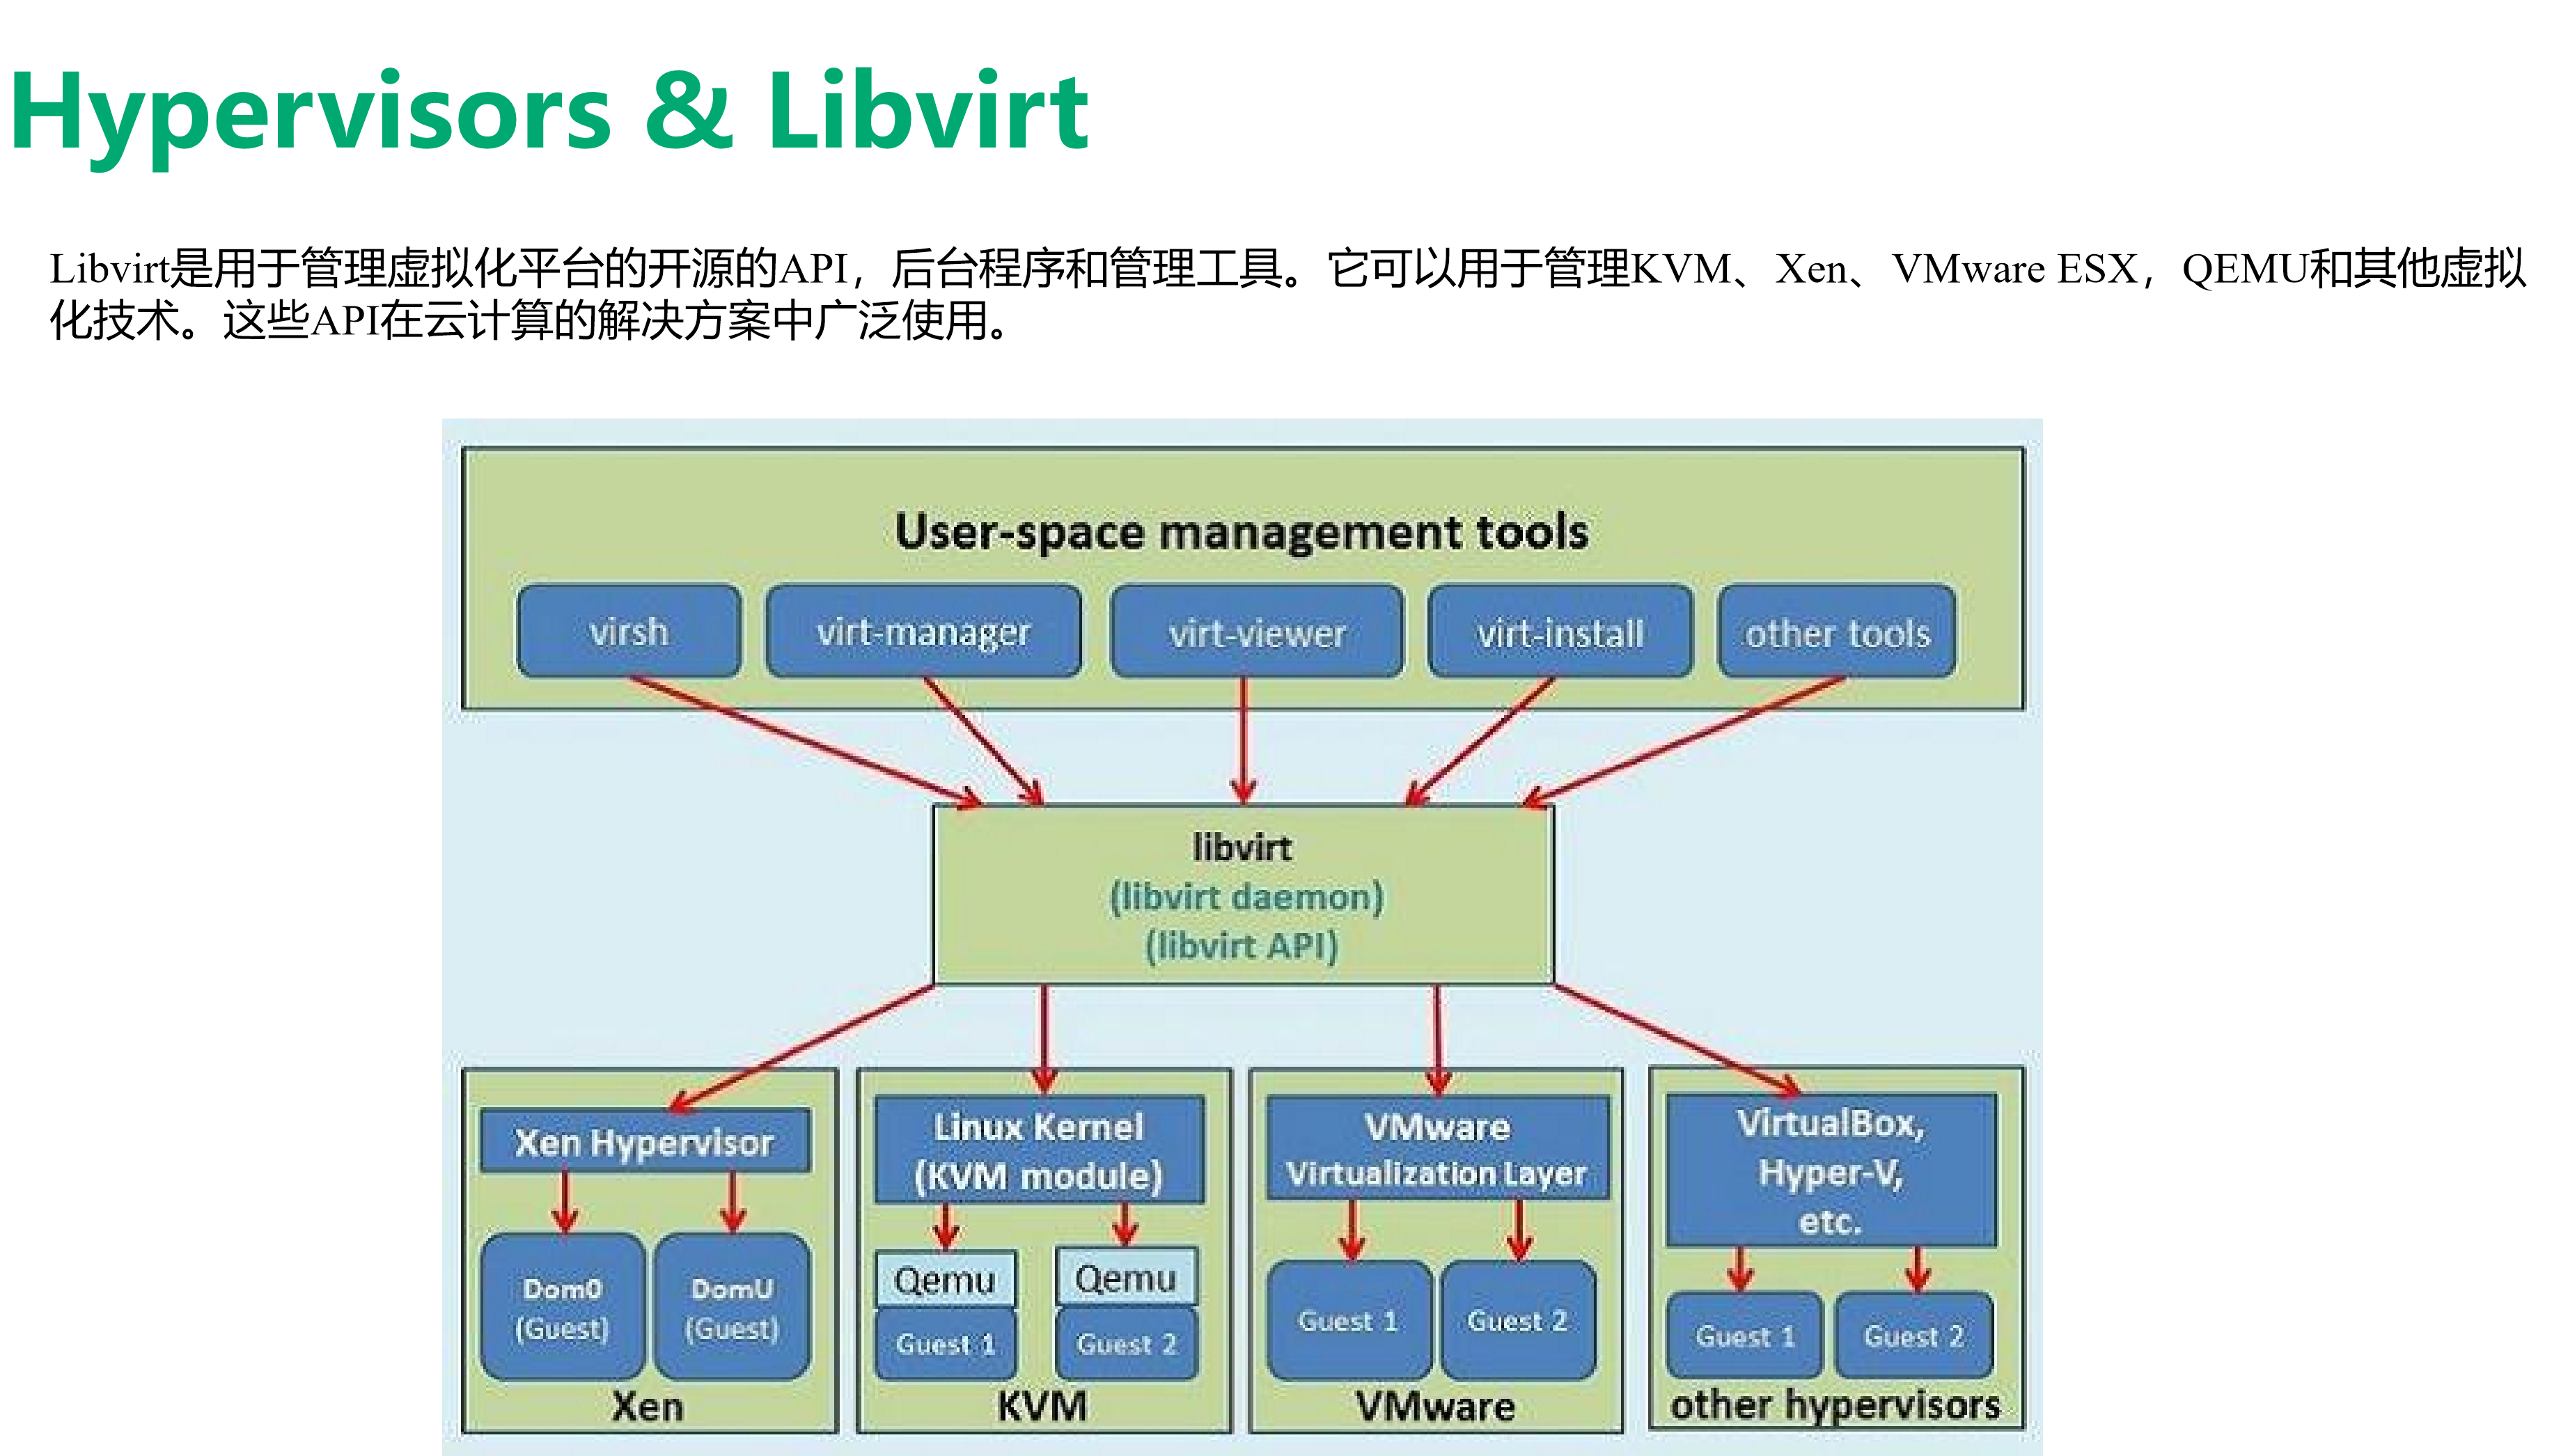 Hypervisors & Libvirt
Libvirt是用于管理虚拟化平台的开源的API，后台程序和管理工具。它可以用于管理KVM、Xen、VMware ESX，QEMU和其他虚拟
化技术。这些API在云计算的解决方案中广泛使用。
User-space management tools
virsh
virt-manager
virt-viewer
virt-install
other tools
libvirt
(libvirt daemon)
(libvirt API)
Xen Hypervisor
Dom0
(Guest)
DomU
(Guest)
Xen
Linux Kernel
(KVM module)
Qemu
Guest 1
Qemu
Guest 2
KVM
VMware
Virtualization Layer
Guest 1
Guest 2
VMware
VirtualBox,
Hyper-V,
etc.
Guest 1
Guest 2
other hypervisors